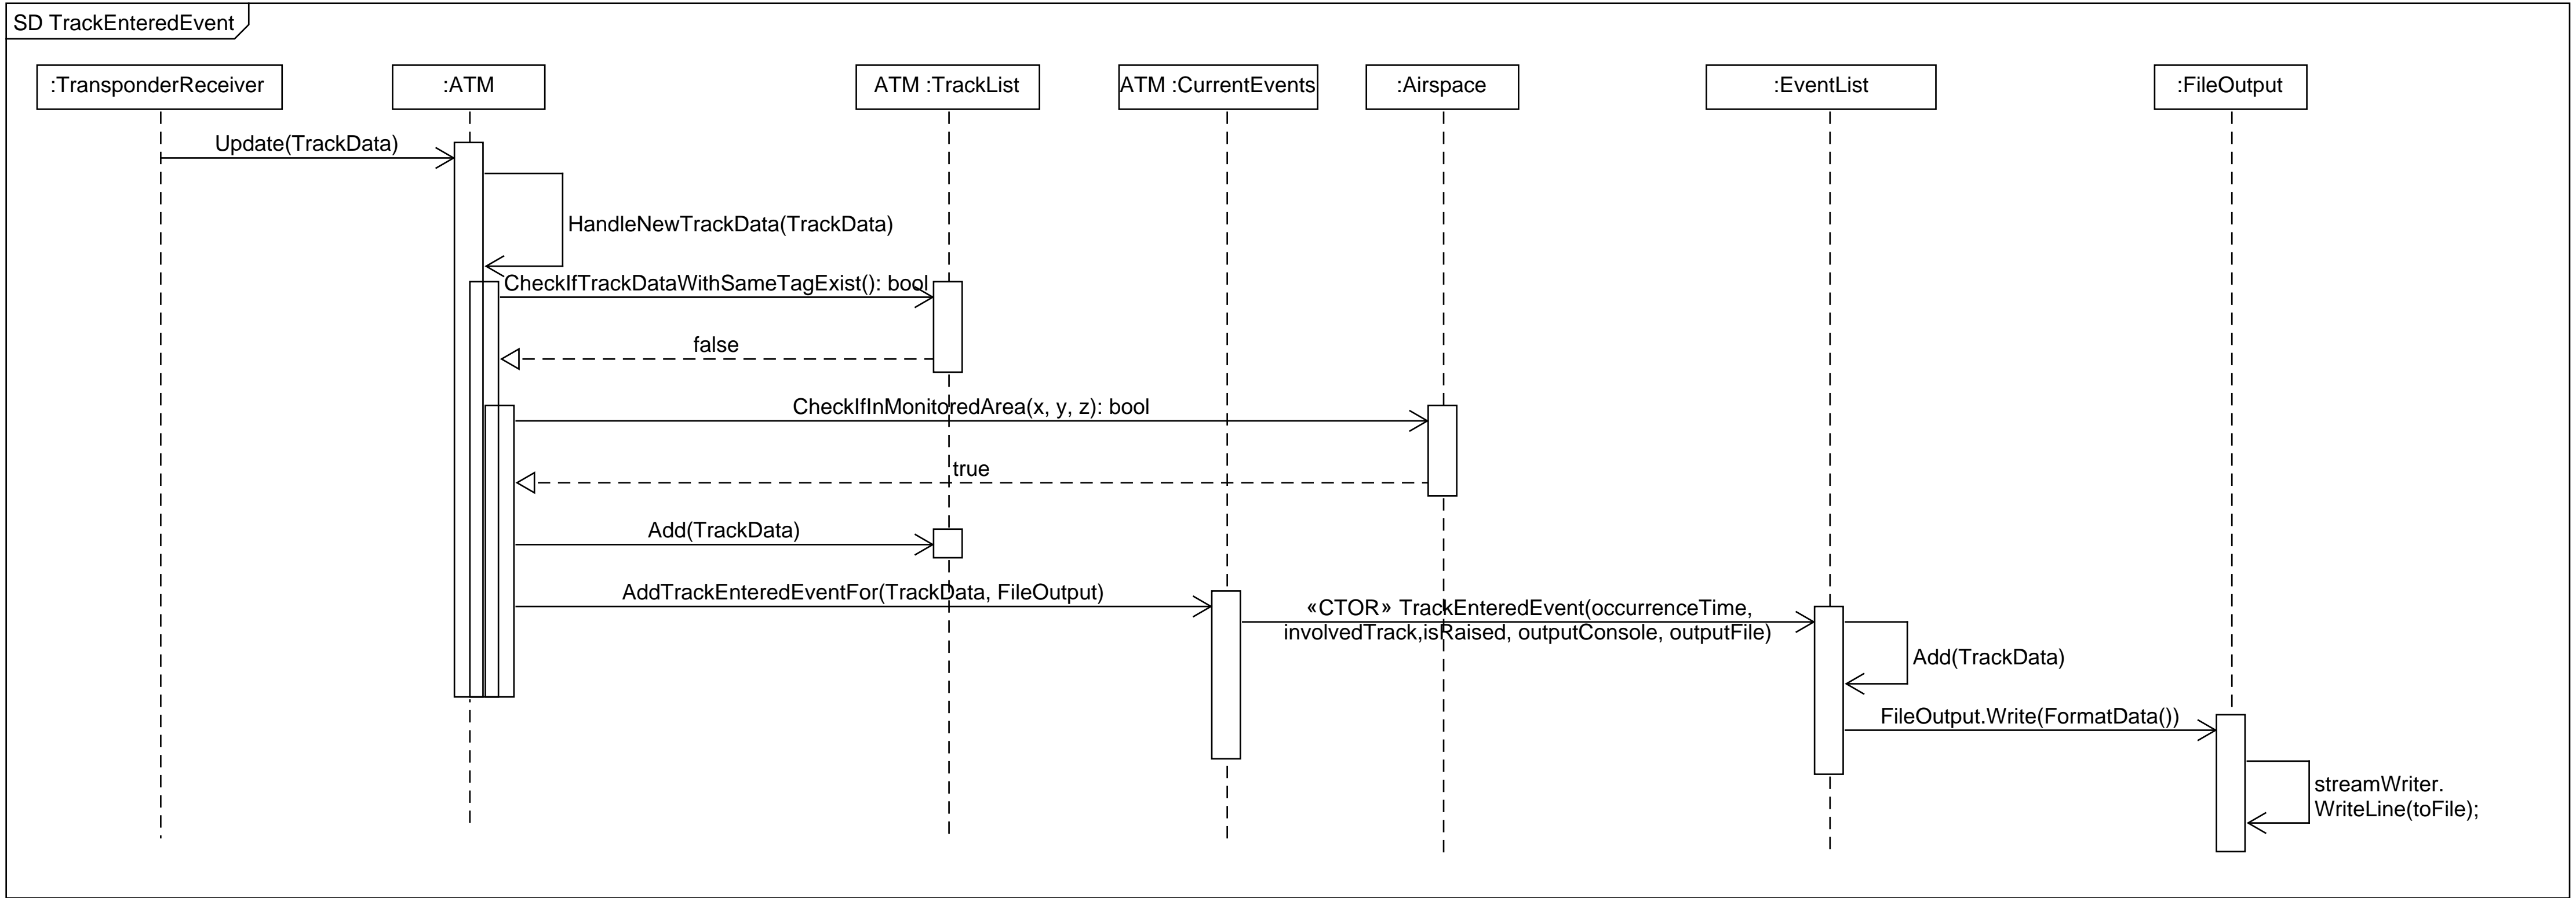 SD TrackEnteredEvent
:TransponderReceiver
:ATM
ATM :TrackList
ATM :CurrentEvents
:Airspace
:EventList
:FileOutput
Update(TrackData)
HandleNewTrackData(TrackData)
CheckIfTrackDataWithSameTagExist(): bool
false
CheckIfInMonitoredArea(x, y, z): bool
true
Add(TrackData)
AddTrackEnteredEventFor(TrackData, FileOutput)
«CTOR» TrackEnteredEvent(occurrenceTime,
involvedTrack,isRaised, outputConsole, outputFile)
Add(TrackData)
FileOutput.Write(FormatData())
streamWriter.
WriteLine(toFile);